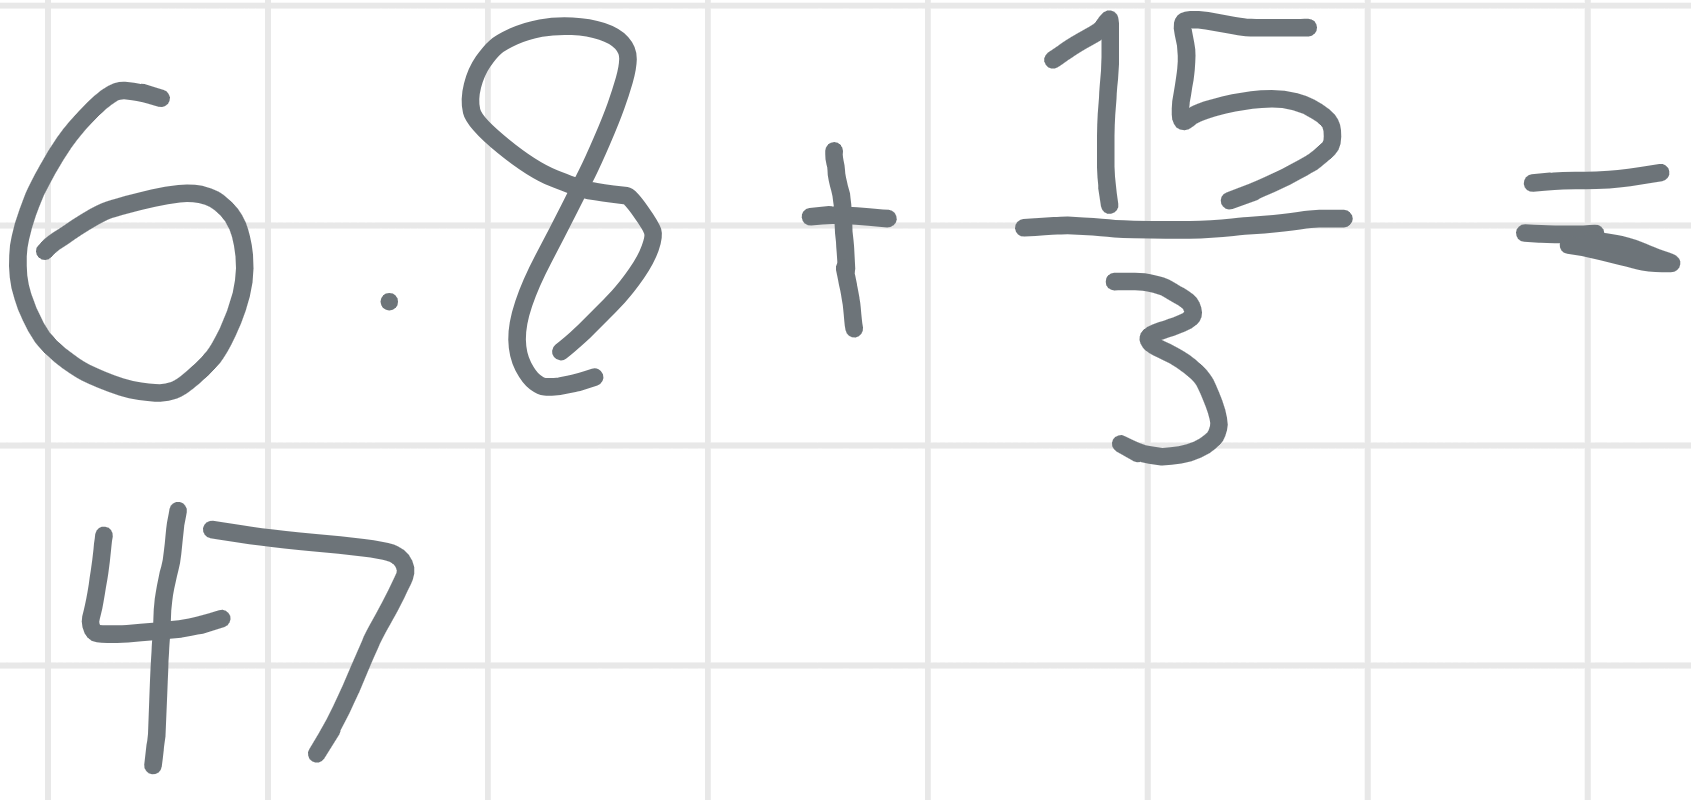 6 . 8 + 15/3 =
47